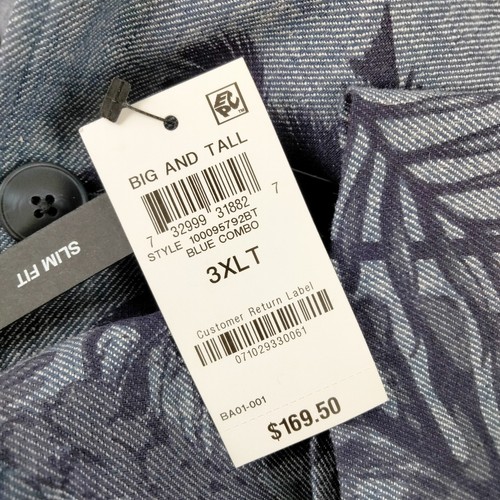 EPIC
BIG AND TALL
7 32999 31882 7
STYLE 100095792BT
BLUE COMBO
3XLT
Customer Return Label
071029330061
BA01-001
$169.50
SLIM FIT